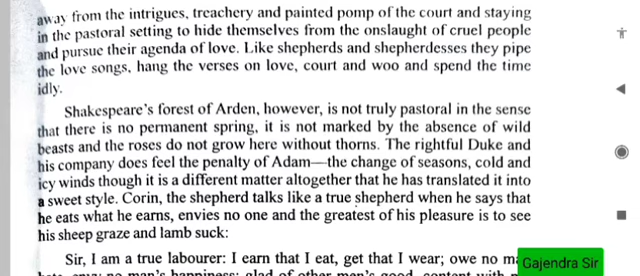 away from the intrigues, treachery and painted pomp of the court and staying
in the pastoral setting to hide themselves from the onslaught of cruel people
and pursue their agenda of love. Like shepherds and shepherdesses they pipe
the love songs, hang the verses on love, court and woo and spend the time
idly.
Shakespeare's forest of Arden, however, is not truly pastoral in the sense
that there is no permanent spring, it is not marked by the absence of wild
beasts and the roses do not grow here without thorns. The rightful Duke and
his company does feel the penalty of Adam—the change of seasons, cold and
icy winds though it is a different matter altogether that he has translated it into
a sweet style. Corin, the shepherd talks like a true shepherd when he says that
he eats what he earns, envies no one and the greatest of his pleasure is to see
his sheep graze and lamb suck:
Sir, I am a true labourer: I earn that I eat, get that I wear; owe no
Gajendra Sir
man's happiness; glad of other men's good, content with